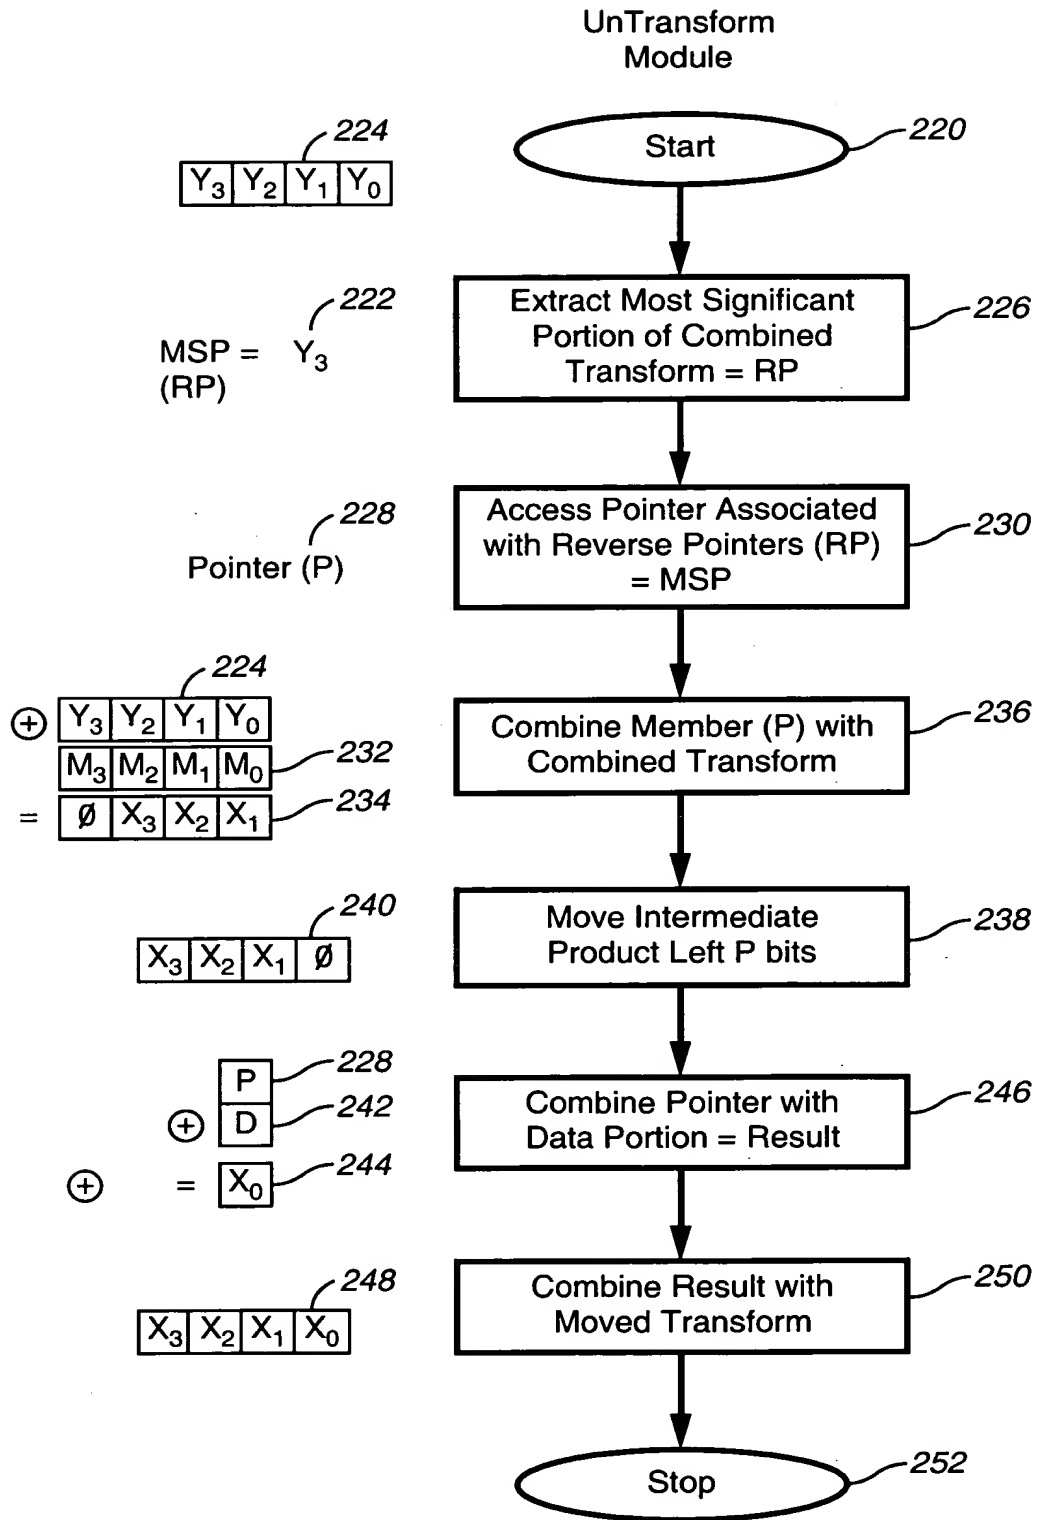 UnTransform
Module
224
Y₃ Y₂ Y₁ Y₀
Start
220
222
MSP = Y₃
(RP)
Extract Most Significant
Portion of Combined
Transform = RP
226
228
Pointer (P)
Access Pointer Associated
with Reverse Pointers (RP)
= MSP
230
224
⊕ Y₃ Y₂ Y₁ Y₀
M₃ M₂ M₁ M₀ 232
= Ø X₃ X₂ X₁ 234
Combine Member (P) with
Combined Transform
236
240
X₃ X₂ X₁ Ø
Move Intermediate
Product Left P bits
238
P 228
⊕ D 242
⊕ = X₀ 244
Combine Pointer with
Data Portion = Result
246
248
X₃ X₂ X₁ X₀
Combine Result with
Moved Transform
250
Stop
252